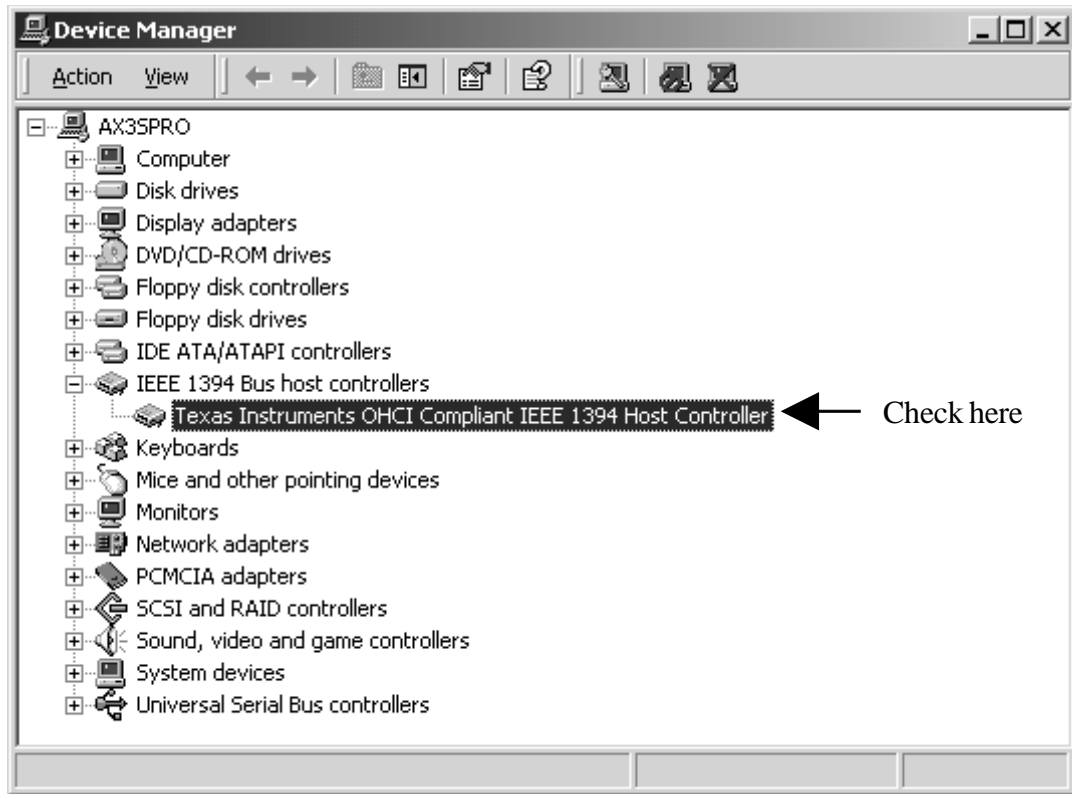 Device Manager
Action View
AX3SPRO
Computer
Disk drives
Display adapters
DVD/CD-ROM drives
Floppy disk controllers
Floppy disk drives
IDE ATA/ATAPI controllers
IEEE 1394 Bus host controllers
Texas Instruments OHCI Compliant IEEE 1394 Host Controller Check here
Keyboards
Mice and other pointing devices
Monitors
Network adapters
PCMCIA adapters
SCSI and RAID controllers
Sound, video and game controllers
System devices
Universal Serial Bus controllers